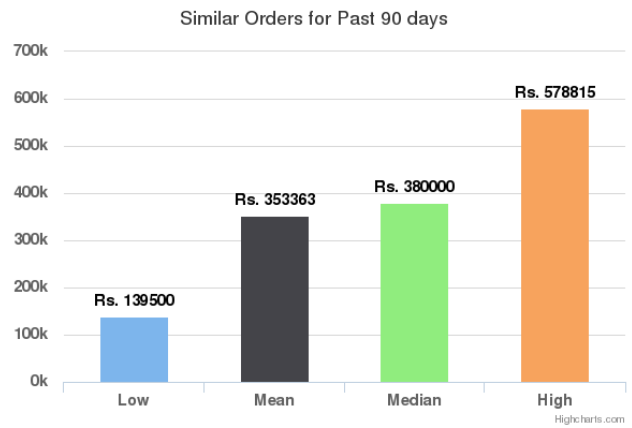 Similar Orders for Past 90 days
700k
600k
Rs. 578815
500k
400k
Rs. 380000
Rs. 353363
300k
200k
Rs. 139500
100k
0k
Low Mean Median High
Highcharts.com